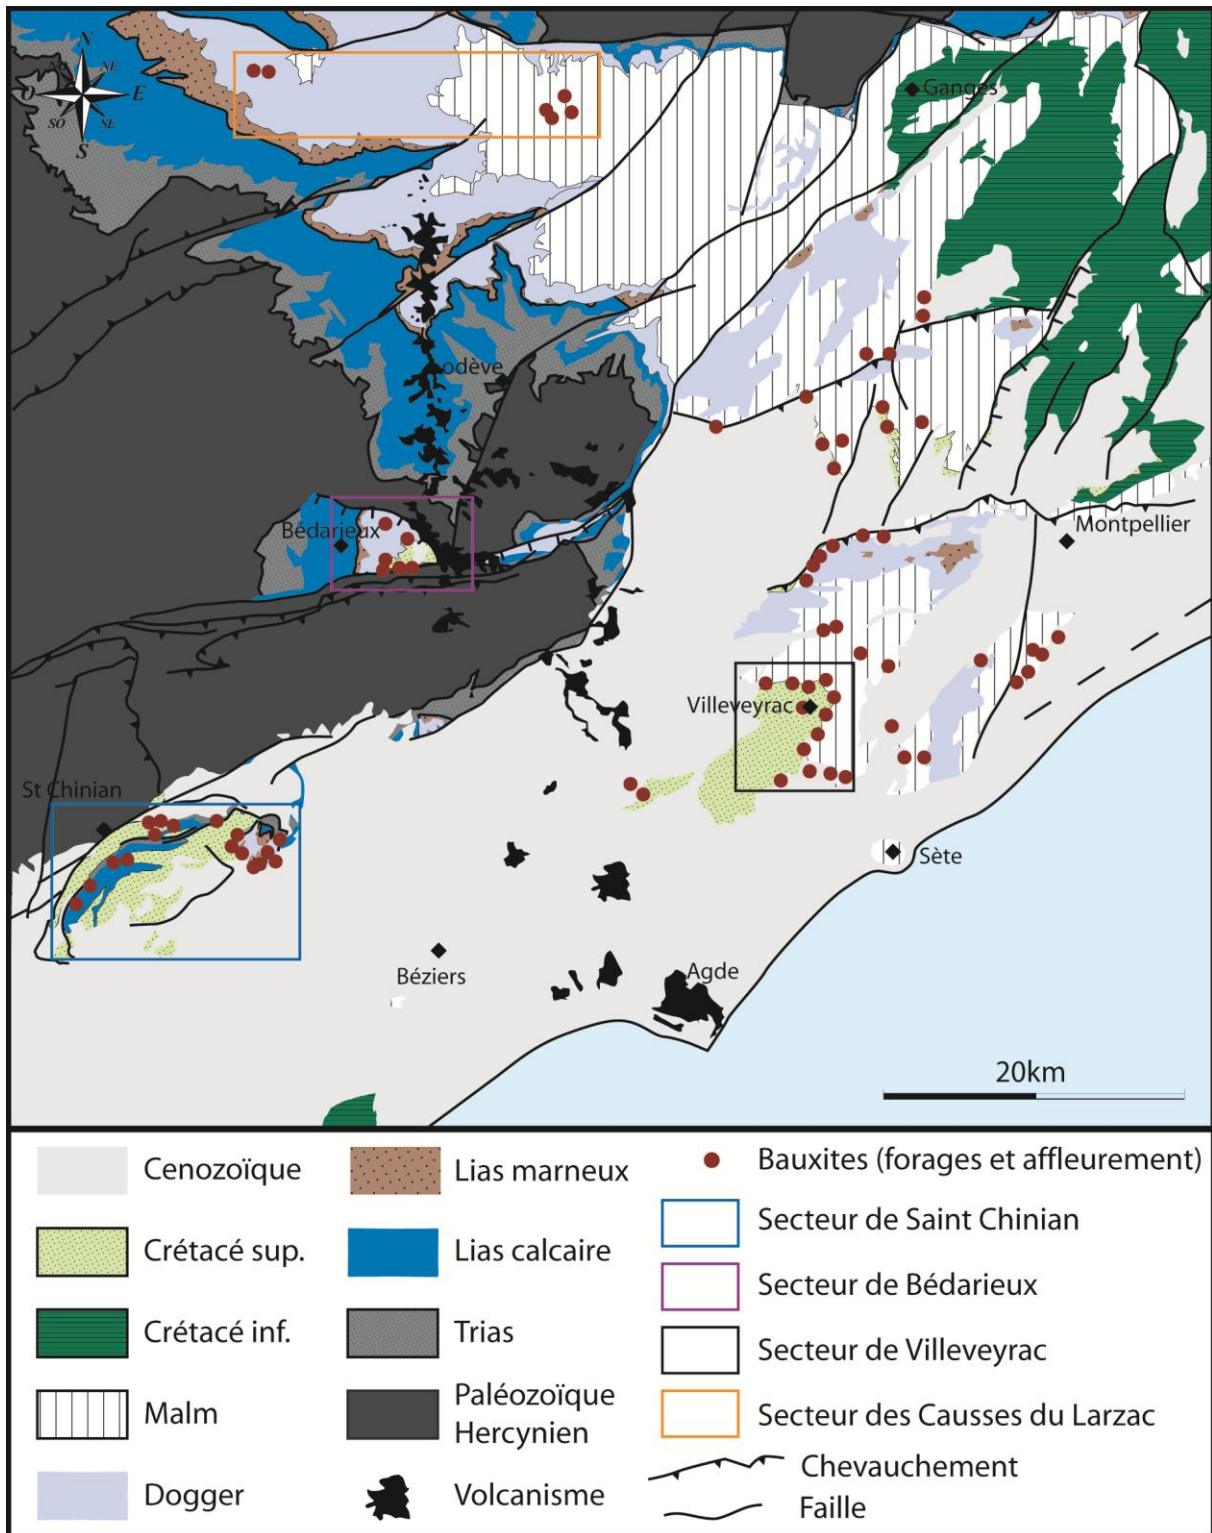 N
NO
NE
O
E
SO
SE
S
Ganges
odève
Bédarieux
Montpellier
Villeveyrac
St Chinian
Sète
Béziers
Agde
20km
Cenozoïque
Crétacé sup.
Crétacé inf.
Malm
Dogger
Lias marneux
Lias calcaire
Trias
Paléozoïque
Hercynien
Volcanisme
Bauxites (forages et affleurement)
Secteur de Saint Chinian
Secteur de Bédarieux
Secteur de Villeveyrac
Secteur des Causses du Larzac
Chevauchement
Faille